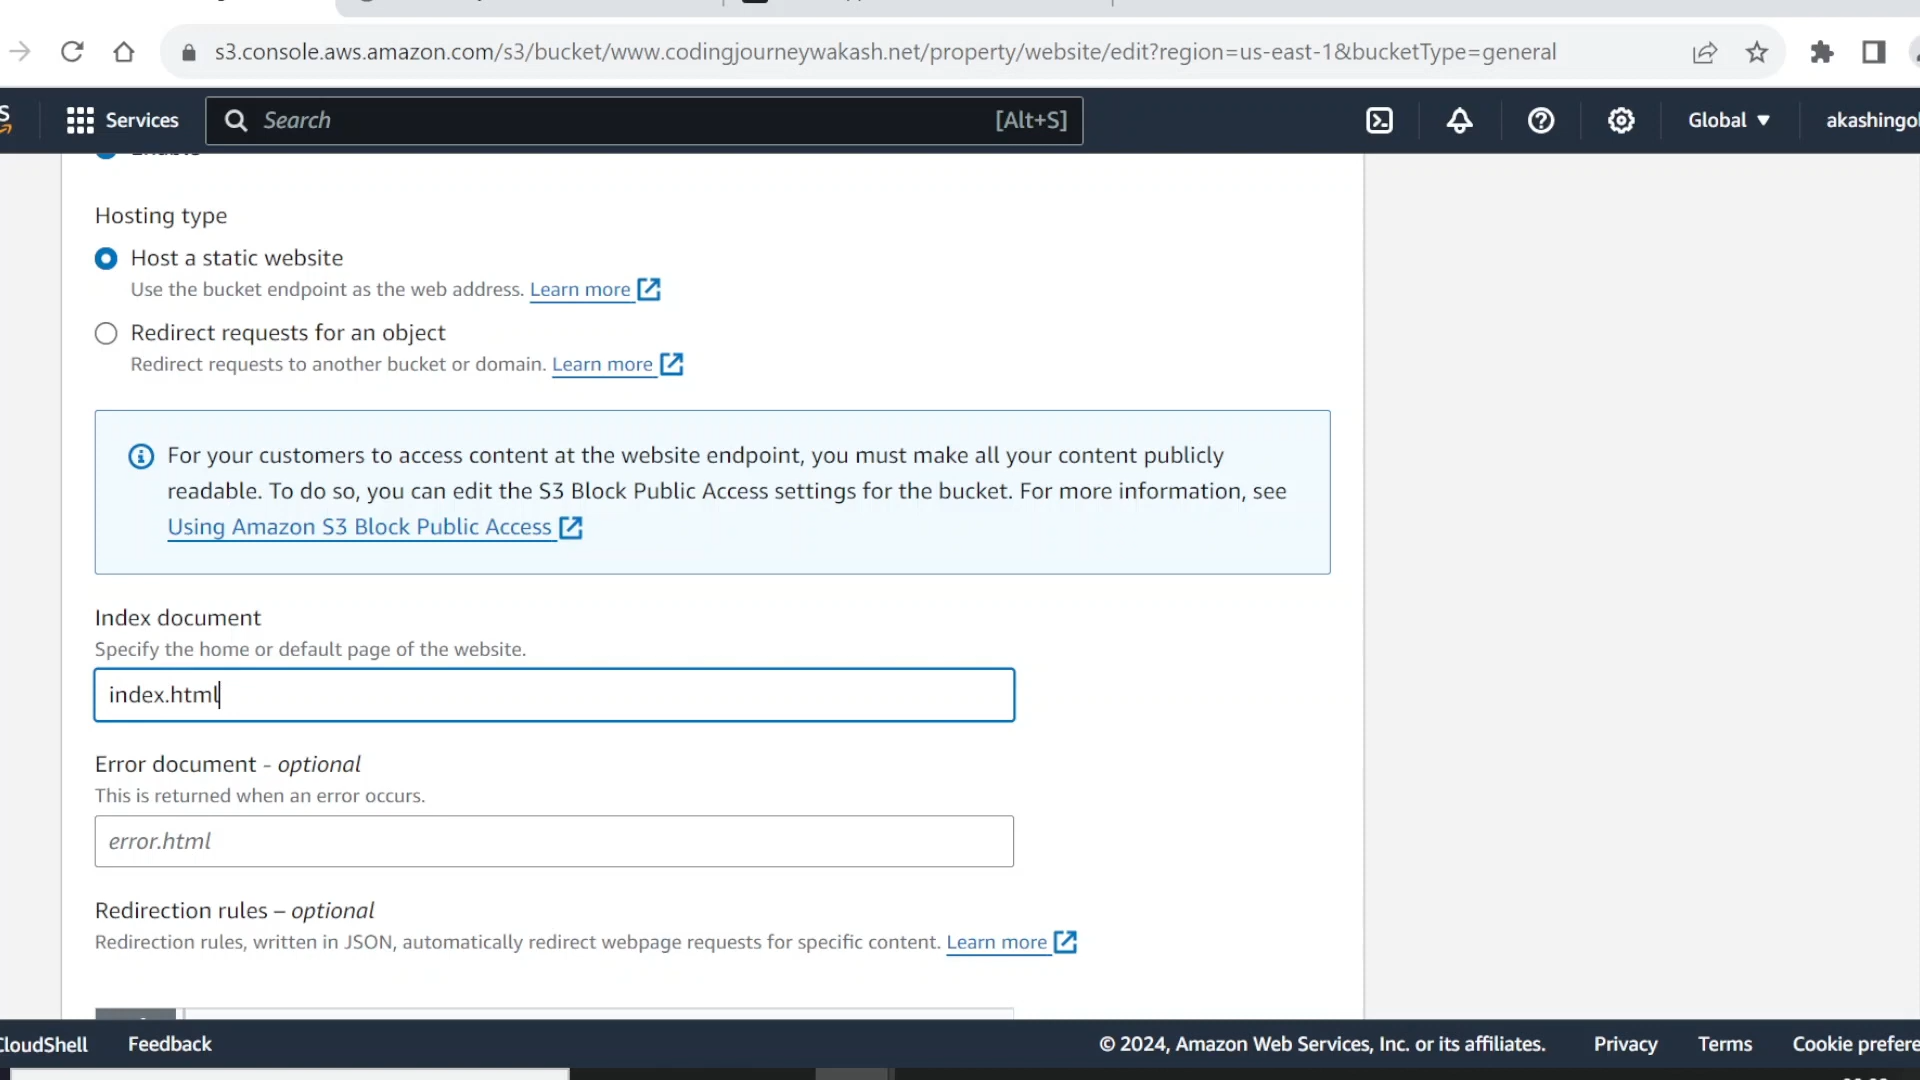 s3.console.aws.amazon.com/s3/bucket/www.codingjourneywakash.net/property/website/edit?region=us-east-1&bucketType=general
Services
Search
[Alt+S]
Global
akashingol
Enable
Hosting type
Host a static website
Use the bucket endpoint as the web address. Learn more
Redirect requests for an object
Redirect requests to another bucket or domain. Learn more
For your customers to access content at the website endpoint, you must make all your content publicly
readable. To do so, you can edit the S3 Block Public Access settings for the bucket. For more information, see
Using Amazon S3 Block Public Access
Index document
Specify the home or default page of the website.
index.html
Error document - optional
This is returned when an error occurs.
error.html
Redirection rules – optional
Redirection rules, written in JSON, automatically redirect webpage requests for specific content. Learn more
CloudShell
Feedback
© 2024, Amazon Web Services, Inc. or its affiliates.
Privacy
Terms
Cookie prefere